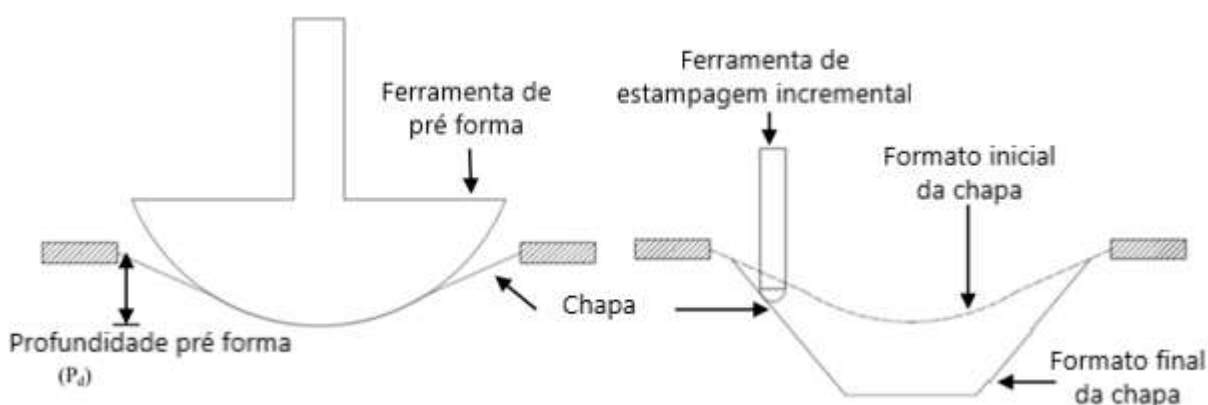 Ferramenta de
pré forma
Chapa
Profundidade pré forma
(Pd)
Ferramenta de
estampagem incremental
Formato inicial
da chapa
Formato final
da chapa